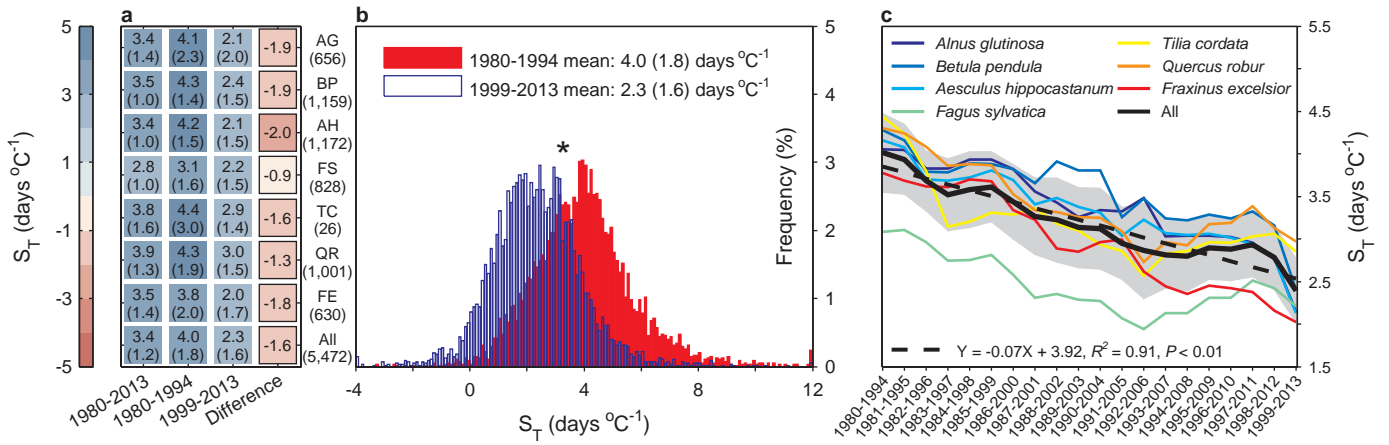 a
b
c
5
3
1
-1
-3
-5
S_T (days ^oC^-1)
3.4 4.1 2.1 -1.9 AG
(1.4) (2.3) (2.0) (656)
3.5 4.3 2.4 -1.9 BP
(1.0) (1.4) (1.5) (1,159)
3.4 4.2 2.1 -2.0 AH
(1.0) (1.5) (1.5) (1,172)
2.8 3.1 2.2 -0.9 FS
(1.0) (1.6) (1.5) (828)
3.8 4.4 2.9 -1.6 TC
(1.6) (3.0) (1.4) (26)
3.9 4.3 3.0 -1.3 QR
(1.3) (1.9) (1.5) (1,001)
3.5 3.8 2.0 -1.8 FE
(1.4) (2.0) (1.7) (630)
3.4 4.0 2.3 -1.6 All
(1.2) (1.8) (1.6) (5,472)
1980-2013
1980-1994
1999-2013
Difference
1980-1994 mean: 4.0 (1.8) days ^oC^-1
1999-2013 mean: 2.3 (1.6) days ^oC^-1
*
5
4
3
2
1
0
Frequency (%)
-4 0 4 8 12
S_T (days ^oC^-1)
Alnus glutinosa
Betula pendula
Aesculus hippocastanum
Fagus sylvatica
Tilia cordata
Quercus robur
Fraxinus excelsior
All
Y = -0.07X + 3.92, R² = 0.91, P < 0.01
5.5
4.5
3.5
2.5
1.5
S_T (days ^oC^-1)
1980-1994
1981-1995
1982-1996
1983-1997
1984-1998
1985-1999
1986-2000
1987-2001
1988-2002
1989-2003
1990-2004
1991-2005
1992-2006
1993-2007
1994-2008
1995-2009
1996-2010
1997-2011
1998-2012
1999-2013